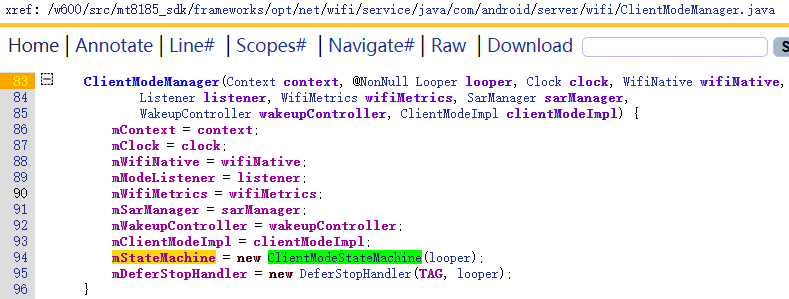 xref: /w600/src/mt8185_sdk/frameworks/opt/net/wifi/service/java/com/android/server/wifi/ClientModeManager.java
Home | Annotate | Line# | Scopes# | Navigate# | Raw | Download S
83 ClientModeManager(Context context, @NonNull Looper looper, Clock clock, WifiNative wifiNative,
84 Listener listener, WifiMetrics wifiMetrics, SarManager sarManager,
85 WakeupController wakeupController, ClientModeImpl clientModeImpl) {
86 mContext = context;
87 mClock = clock;
88 mWifiNative = wifiNative;
89 mModeListener = listener;
90 mWifiMetrics = wifiMetrics;
91 mSarManager = sarManager;
92 mWakeupController = wakeupController;
93 mClientModeImpl = clientModeImpl;
94 mStateMachine = new ClientModeStateMachine(looper);
95 mDeferStopHandler = new DeferStopHandler(TAG, looper);
96 }